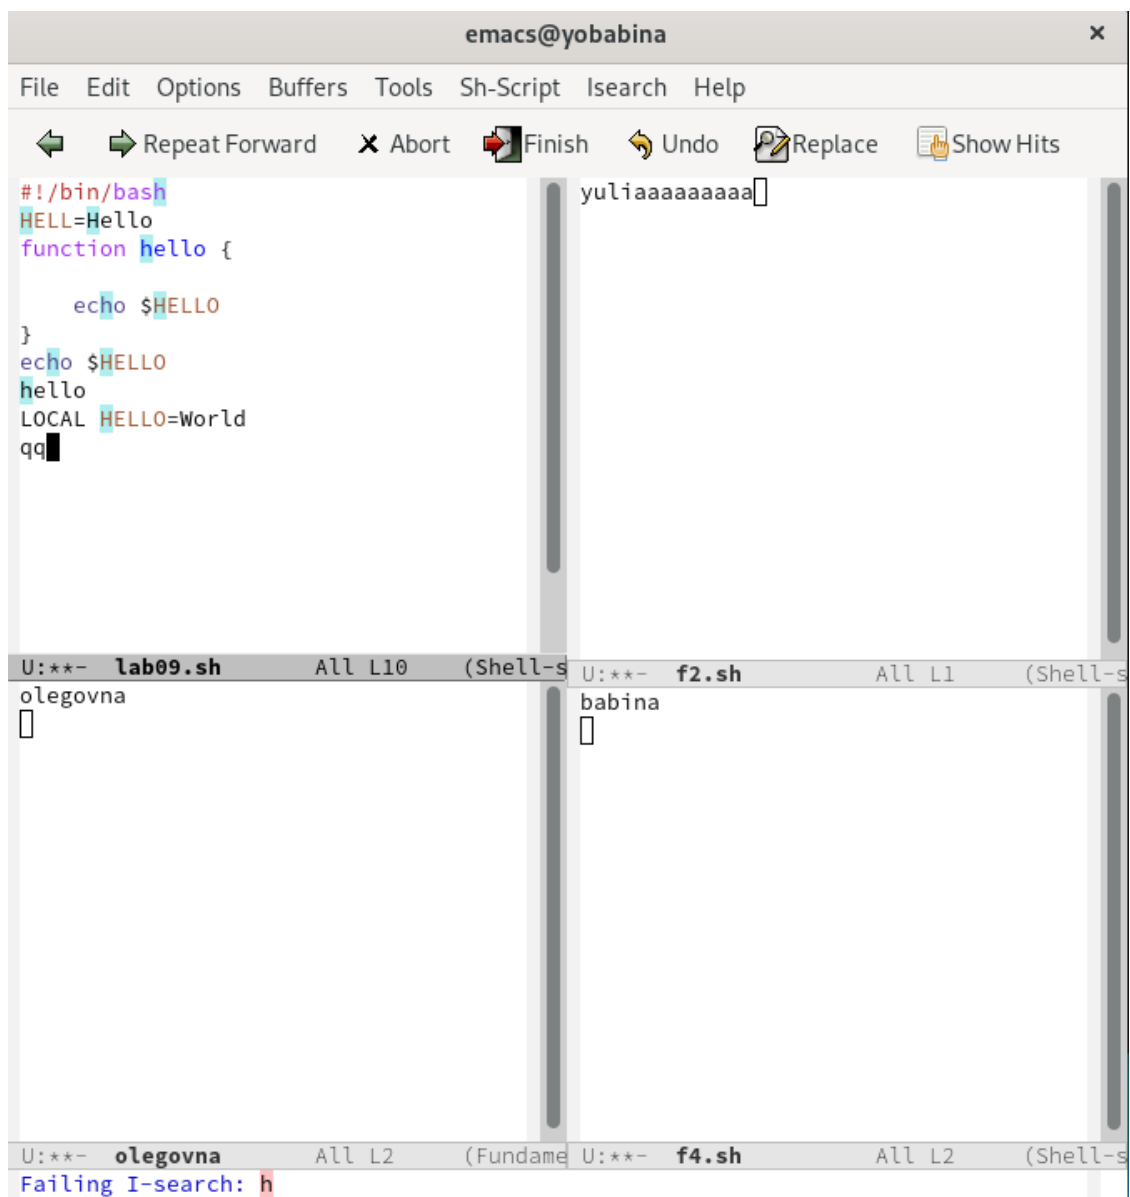 emacs@yobabina ×
File Edit Options Buffers Tools Sh-Script Isearch Help
Repeat Forward Abort Finish Undo Replace Show Hits
#!/bin/bash
HELL=Hello
function hello {
echo $HELLO
}
echo $HELLO
hello
LOCAL HELLO=World
qq
U:**- lab09.sh All L10 (Shell-s
yuliaaaaaaaaa
U:**- f2.sh All L1 (Shell-s
olegovna
U:**- olegovna All L2 (Fundame
babina
U:**- f4.sh All L2 (Shell-s
Failing I-search: h